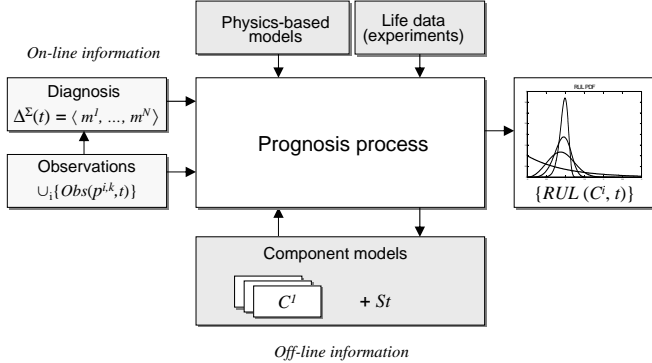 Physics-based
models
Life data
(experiments)
On-line information
Diagnosis
Δ^Σ(t) = ⟨ m^1, ..., m^N⟩
Observations
∪_i{Obs(p^{i,k},t)}
Prognosis process
RUL PDF
{RUL (C^i, t)}
Component models
C^1
+ St
Off-line information